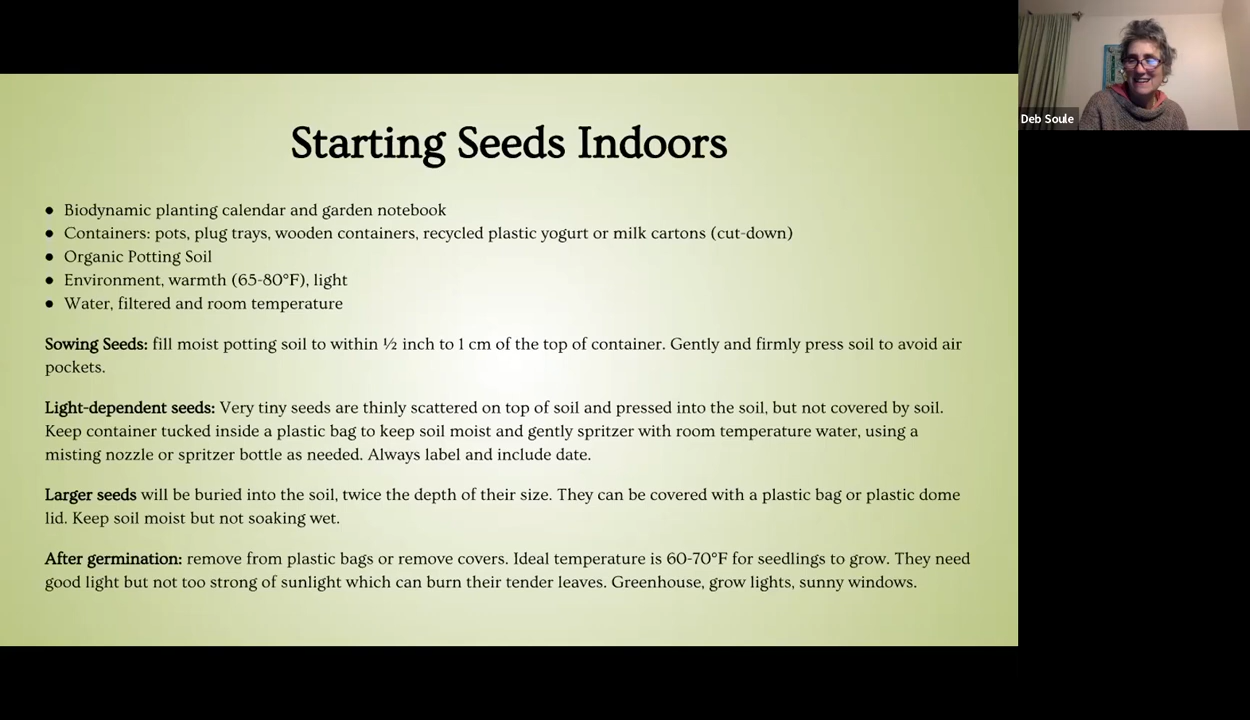 Starting Seeds Indoors
Deb Soule
● Biodynamic planting calendar and garden notebook
● Containers: pots, plug trays, wooden containers, recycled plastic yogurt or milk cartons (cut-down)
● Organic Potting Soil
● Environment, warmth (65-80°F), light
● Water, filtered and room temperature
Sowing Seeds: fill moist potting soil to within ½ inch to 1 cm of the top of container. Gently and firmly press soil to avoid air
pockets.
Light-dependent seeds: Very tiny seeds are thinly scattered on top of soil and pressed into the soil, but not covered by soil.
Keep container tucked inside a plastic bag to keep soil moist and gently spritzer with room temperature water, using a
misting nozzle or spritzer bottle as needed. Always label and include date.
Larger seeds will be buried into the soil, twice the depth of their size. They can be covered with a plastic bag or plastic dome
lid. Keep soil moist but not soaking wet.
After germination: remove from plastic bags or remove covers. Ideal temperature is 60-70°F for seedlings to grow. They need
good light but not too strong of sunlight which can burn their tender leaves. Greenhouse, grow lights, sunny windows.